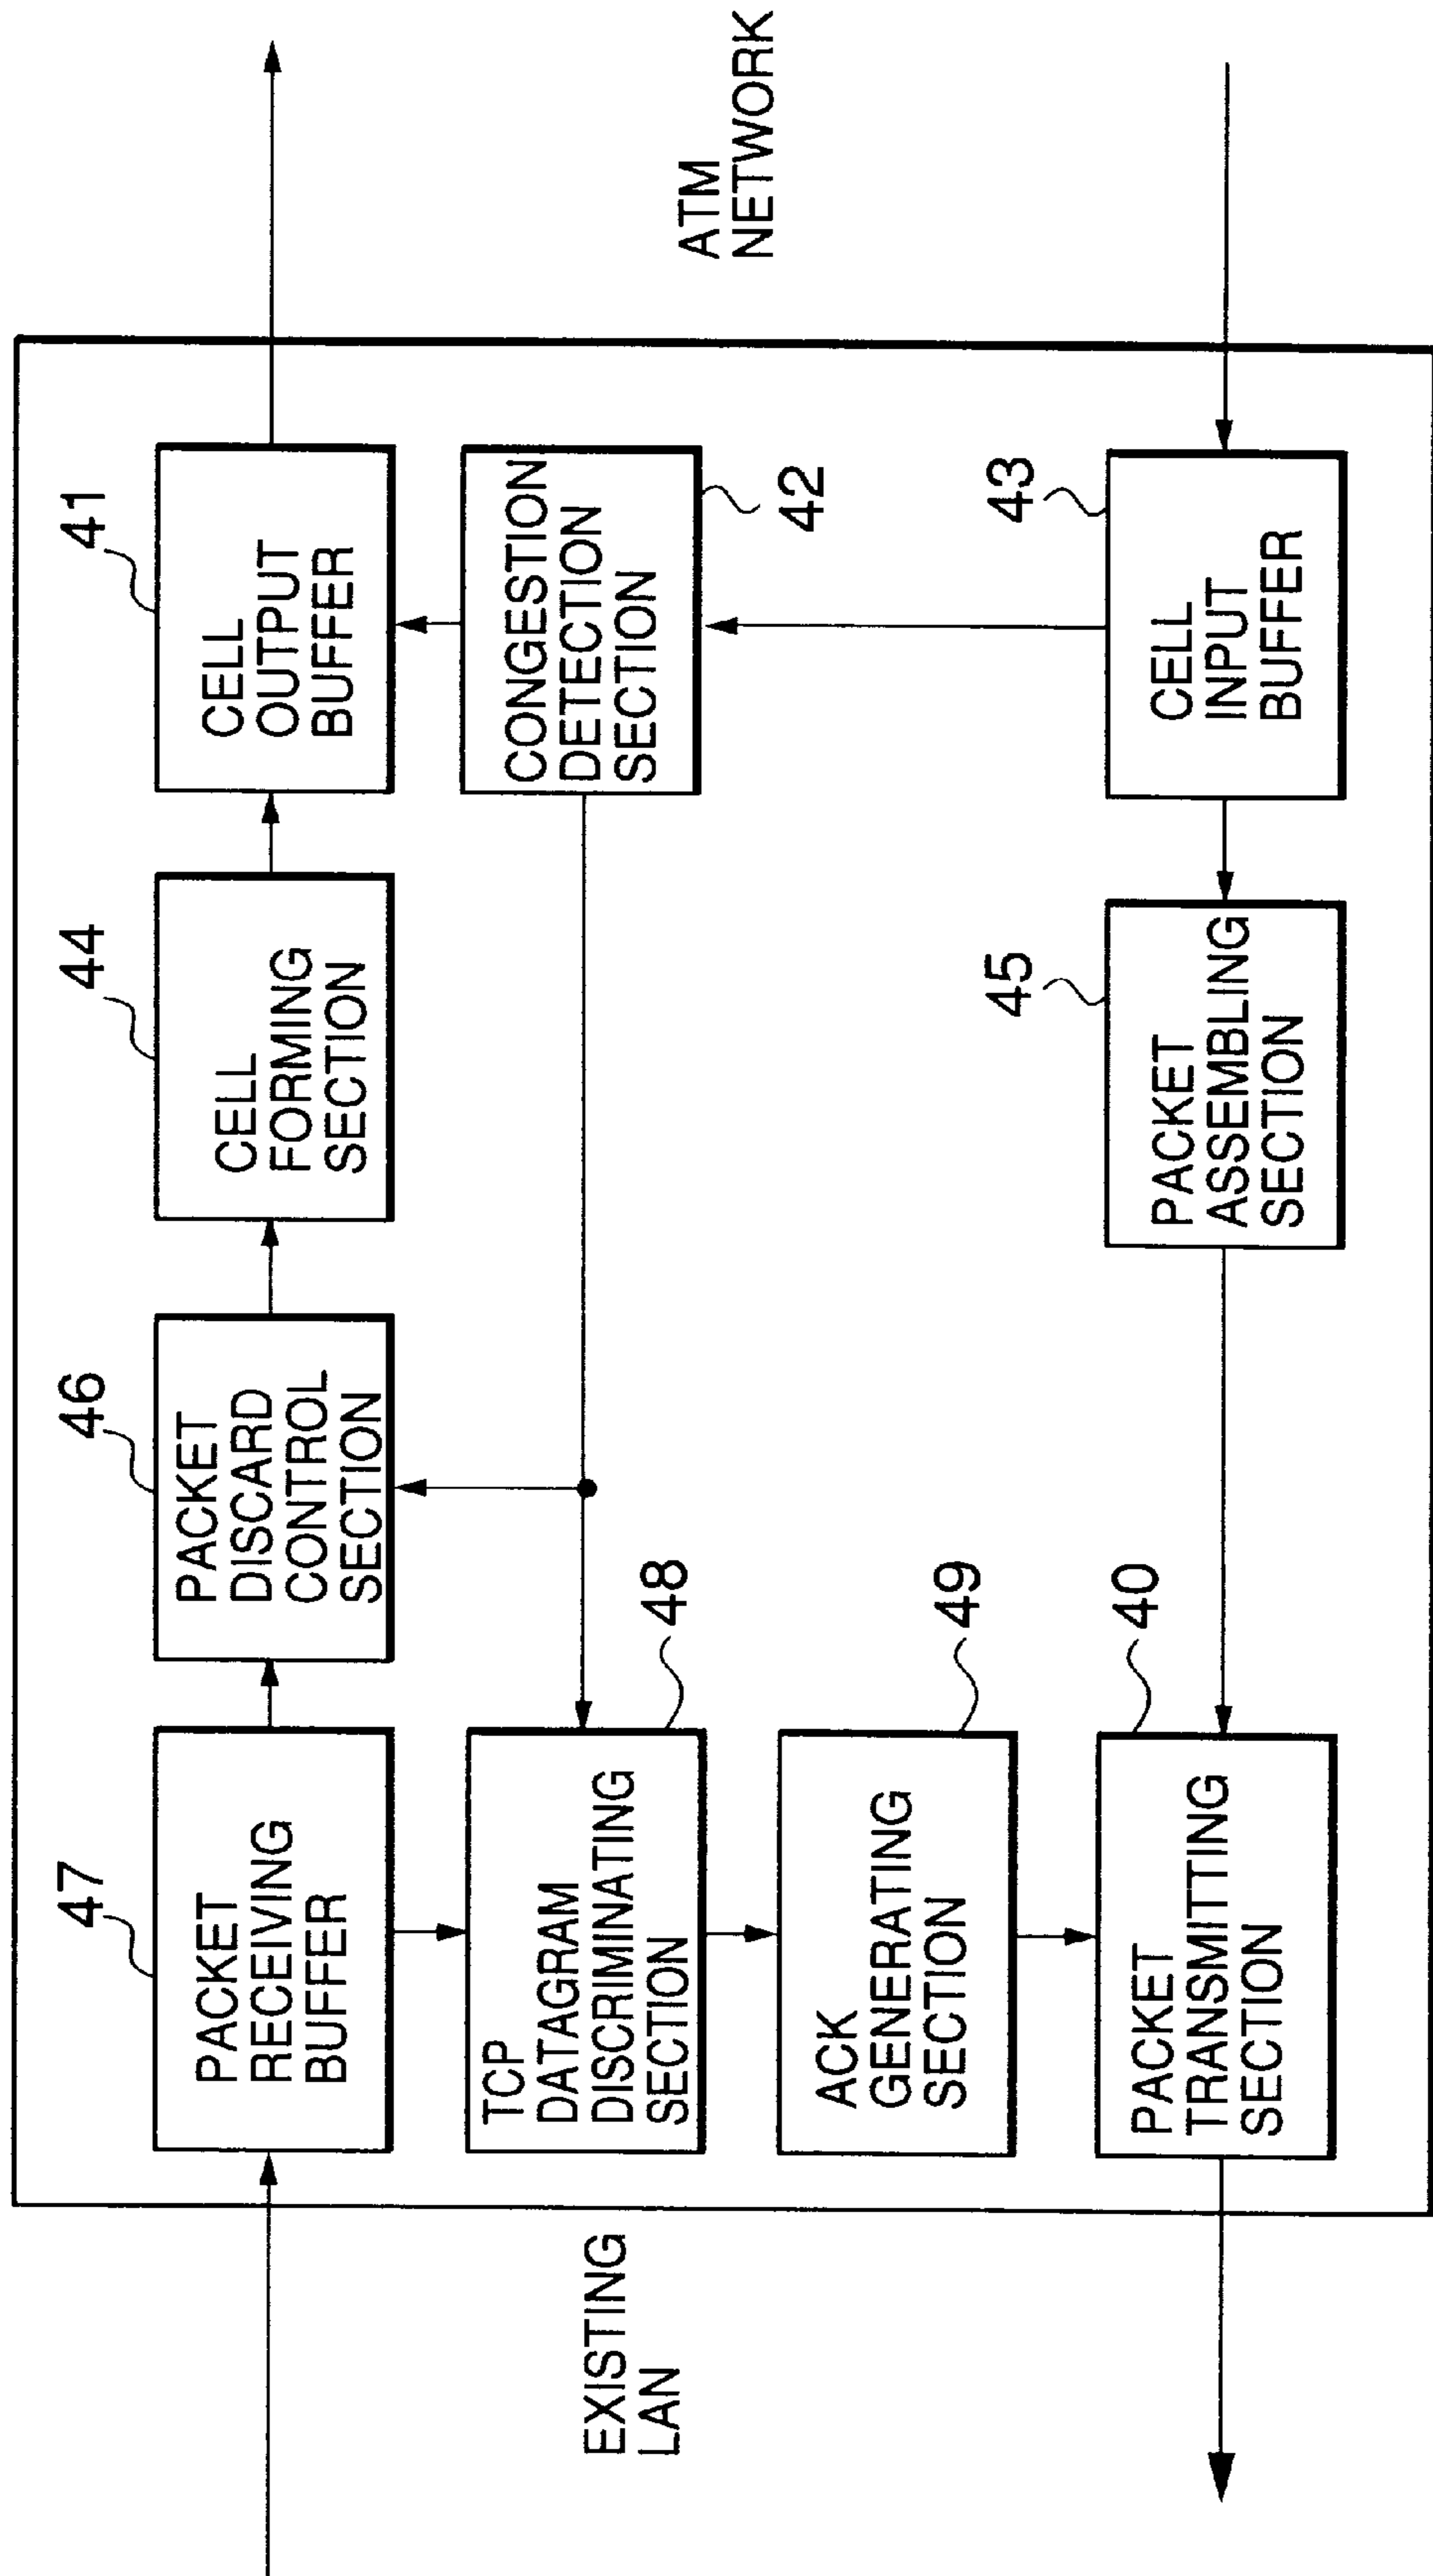 47
PACKET
RECEIVING
BUFFER
46
PACKET
DISCARD
CONTROL
SECTION
44
CELL
FORMING
SECTION
41
CELL
OUTPUT
BUFFER
EXISTING
LAN
TCP
DATAGRAM
DISCRIMINATING
SECTION
48
CONGESTION
DETECTION
SECTION
42
ATM
NETWORK
ACK
GENERATING
SECTION
49
PACKET
TRANSMITTING
SECTION
40
45
PACKET
ASSEMBLING
SECTION
43
CELL
INPUT
BUFFER